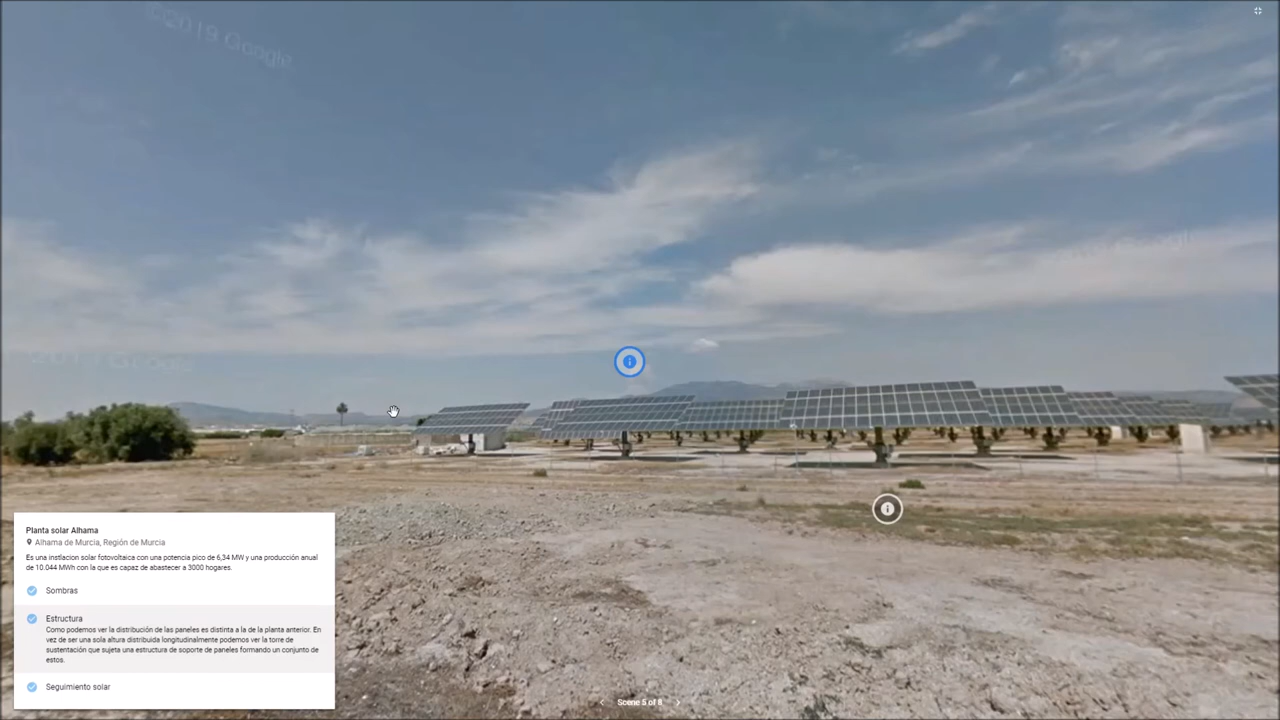 ©2019 Google
Planta solar Alhama
Alhama de Murcia, Región de Murcia
Es una instlacion solar fotovoltaica con una potencia pico de 6,34 MW y una producción anual
de 10.044 MWh con la que es capaz de abastecer a 3000 hogares.
Sombras
Estructura
Como podemos ver la distribución de las paneles es distinta a la de la planta anterior. En
vez de ser una sola altura distribuida longitudinalmente podemos ver la torre de
sustentación que sujeta una estructura de soporte de paneles formando un conjunto de
estos.
Seguimiento solar
Scene 5 of 8